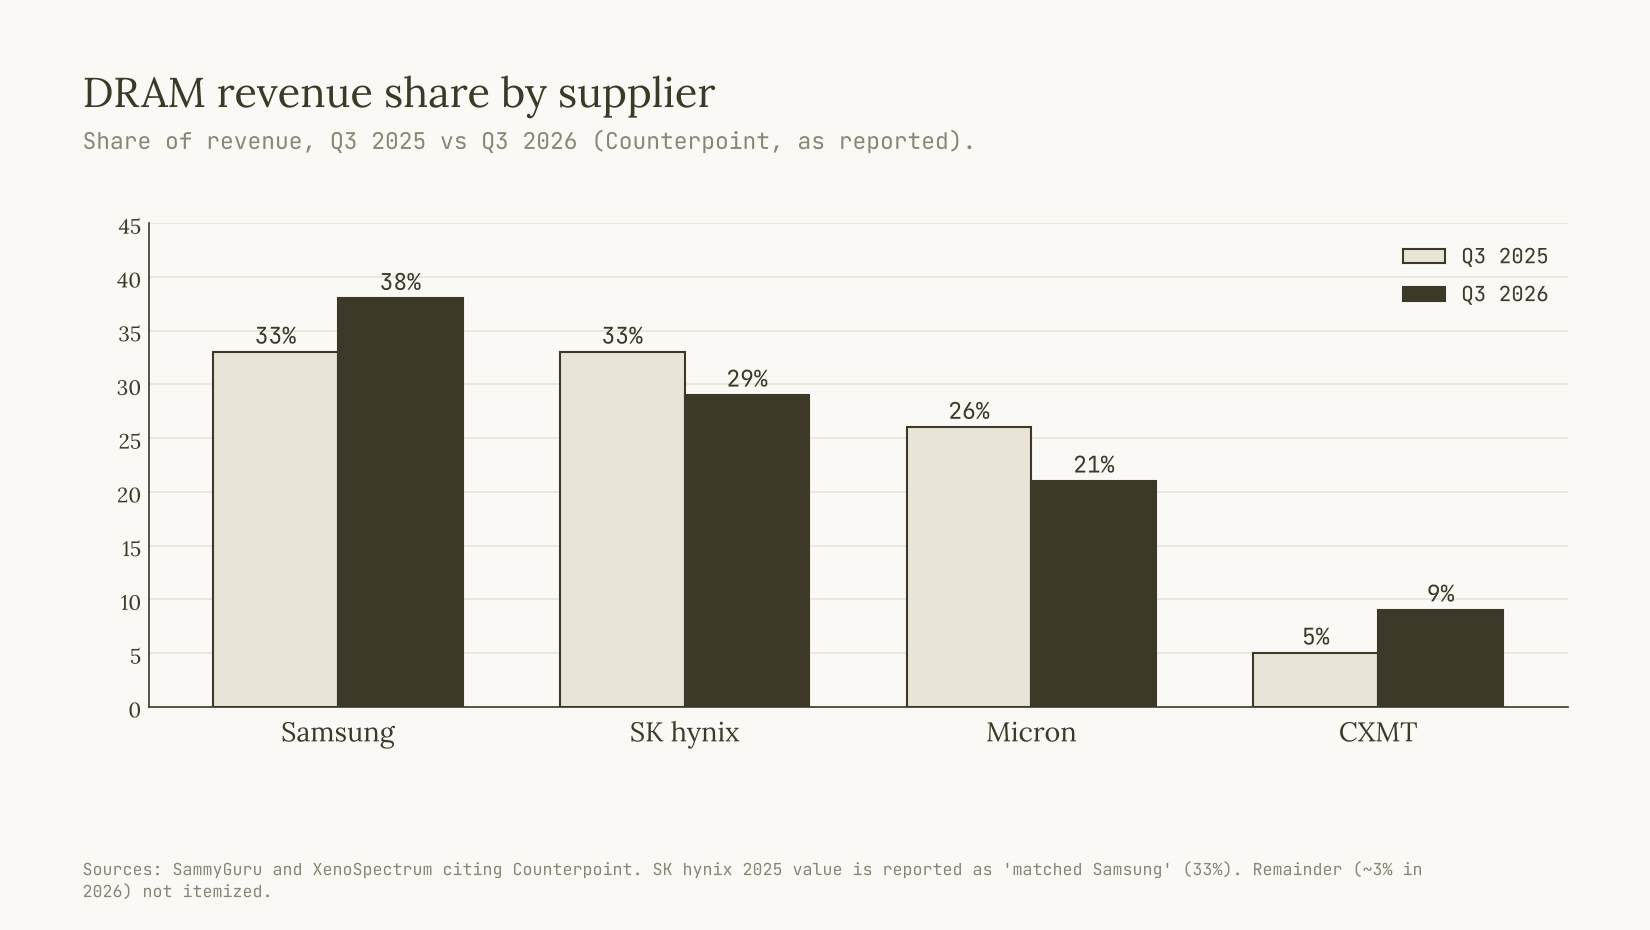 DRAM revenue share by supplier
Share of revenue, Q3 2025 vs Q3 2026 (Counterpoint, as reported).
45
40
35
30
25
20
15
10
5
0
Q3 2025
Q3 2026
33%
38%
33%
29%
26%
21%
5%
9%
Samsung
SK hynix
Micron
CXMT
Sources: SammyGuru and XenoSpectrum citing Counterpoint. SK hynix 2025 value is reported as 'matched Samsung' (33%). Remainder (~3% in
2026) not itemized.